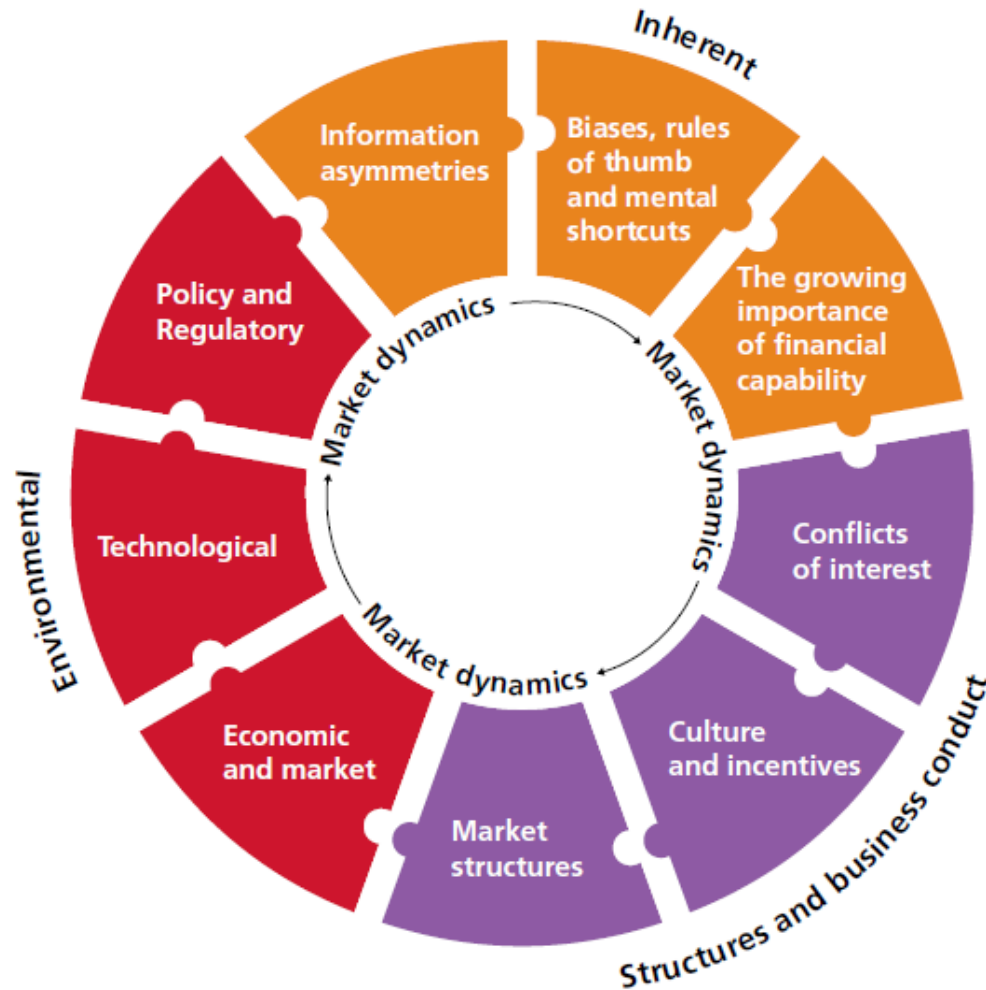 Inherent
Information
asymmetries
Biases, rules
of thumb
and mental
shortcuts
The growing
importance
of financial
capability
Policy and
Regulatory
Market dynamics
Market dynamics
Conflicts
of interest
Technological
Environmental
Market dynamics
Culture
and incentives
Economic
and market
Market
structures
Structures and business conduct